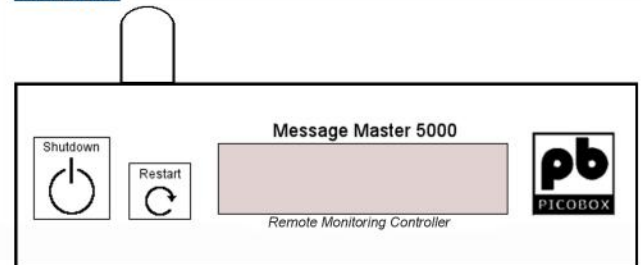 Message Master 5000
Shutdown
Restart
pb
PICOBOX
Remote Monitoring Controller